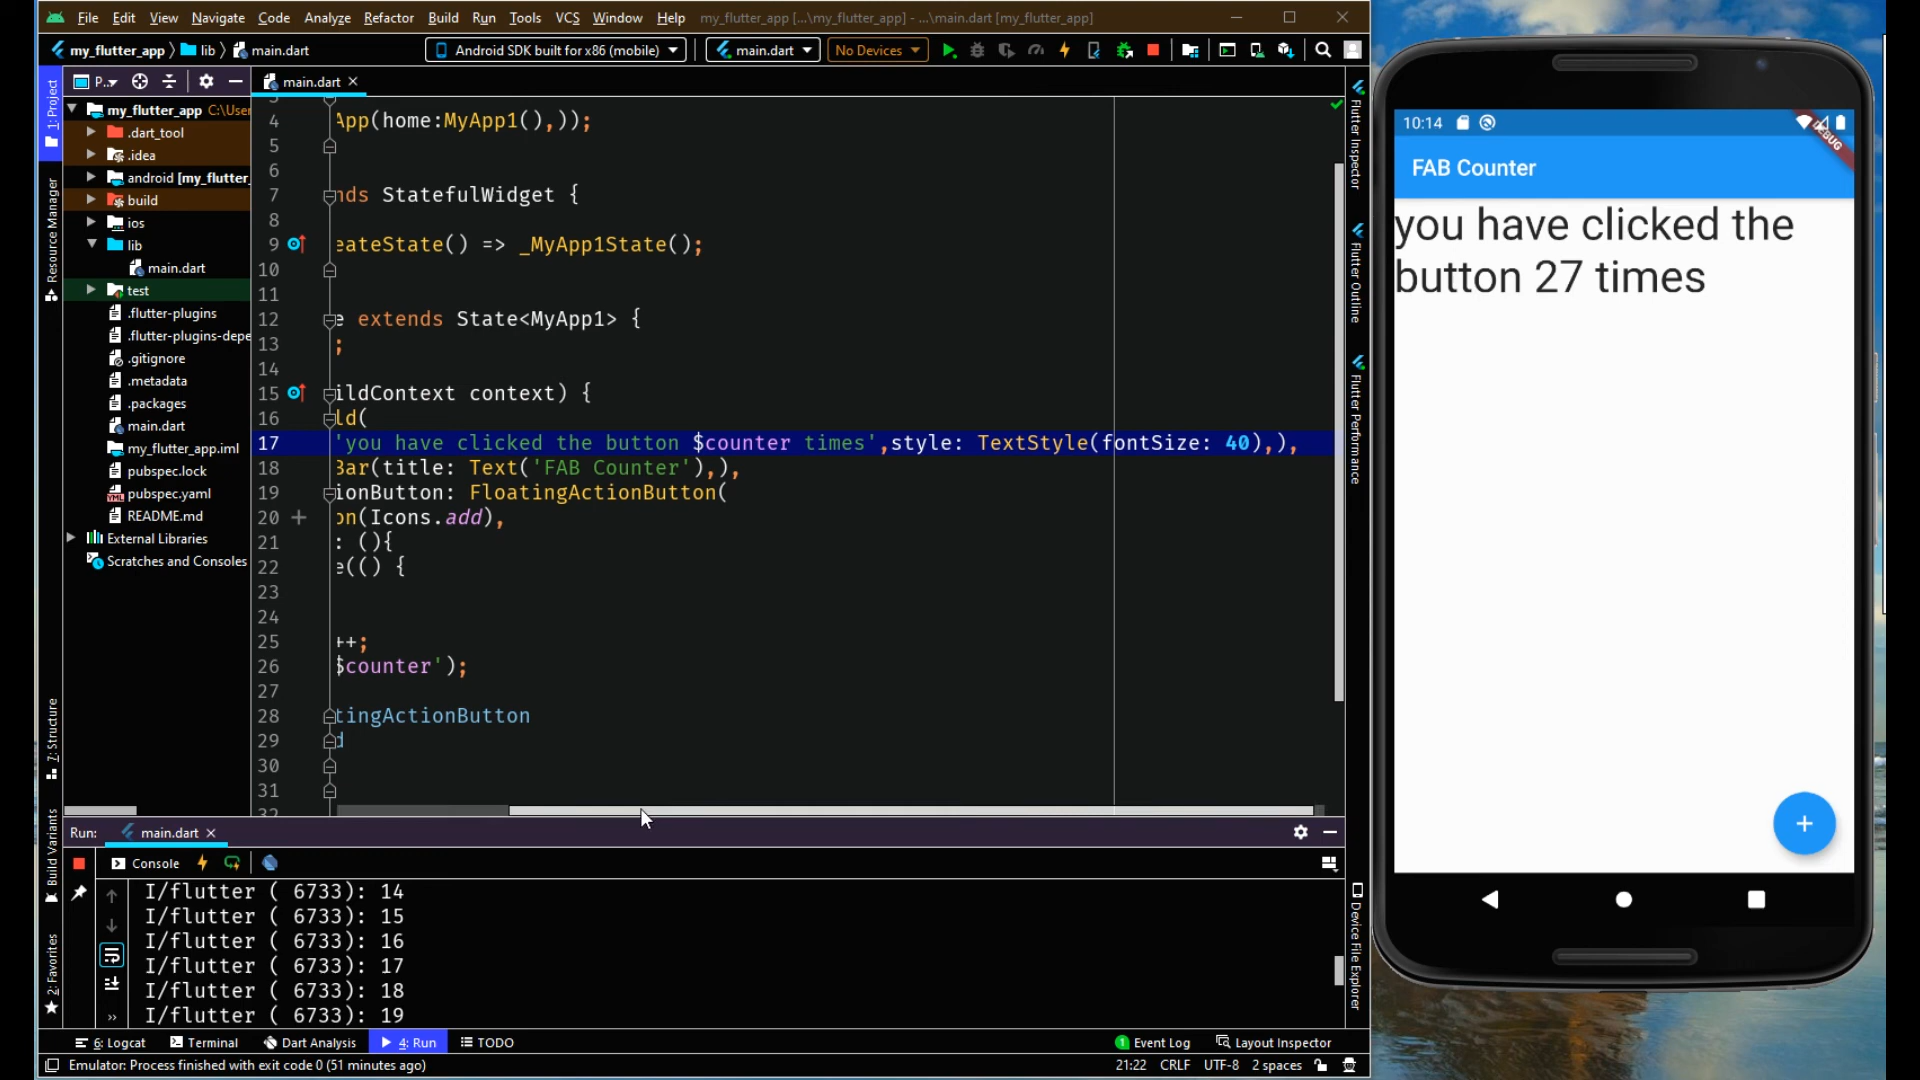 File Edit View Navigate Code Analyze Refactor Build Run Tools VCS Window Help my_flutter_app [...\my_flutter_app] - ...\main.dart [my_flutter_app]
my_flutter_app lib main.dart Android SDK built for x86 (mobile) main.dart No Devices
P.. main.dart
my_flutter_app C:\User
.dart_tool
.idea
android [my_flutter_
build
ios
lib
main.dart
test
.flutter-plugins
.flutter-plugins-depe
.gitignore
.metadata
.packages
main.dart
my_flutter_app.iml
pubspec.lock
pubspec.yaml
README.md
External Libraries
Scratches and Consoles
1: Project
Resource Manager
7: Structure
Build Variants
2: Favorites
4 App(home:MyApp1(),));
5
6
7 nds StatefulWidget {
8
9 eateState() => _MyApp1State();
10
11
12 e extends State<MyApp1> {
13 ;
14
15 ildContext context) {
16 ld(
17 'you have clicked the button $counter times',style: TextStyle(fontSize: 40),),
18 Bar(title: Text('FAB Counter'),),
19 ionButton: FloatingActionButton(
20 on(Icons.add),
21 : (){
22 e(() {
23
24
25 ++;
26 $counter');
27
28 tingActionButton
29 d
30
31
Flutter Inspector
Flutter Outline
Flutter Performance
Device File Explorer
Run: main.dart
Console
I/flutter ( 6733): 14
I/flutter ( 6733): 15
I/flutter ( 6733): 16
I/flutter ( 6733): 17
I/flutter ( 6733): 18
I/flutter ( 6733): 19
6: Logcat Terminal Dart Analysis 4: Run TODO 1 Event Log Layout Inspector
Emulator: Process finished with exit code 0 (51 minutes ago) 21:22 CRLF UTF-8 2 spaces
10:14
DEBUG
FAB Counter
you have clicked the
button 27 times